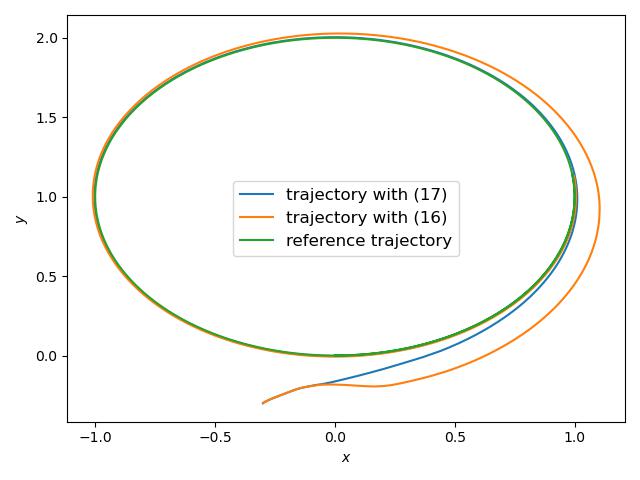 2.0
1.5
1.0
0.5
0.0
y
trajectory with (17)
trajectory with (16)
reference trajectory
−1.0 −0.5 0.0 0.5 1.0
x